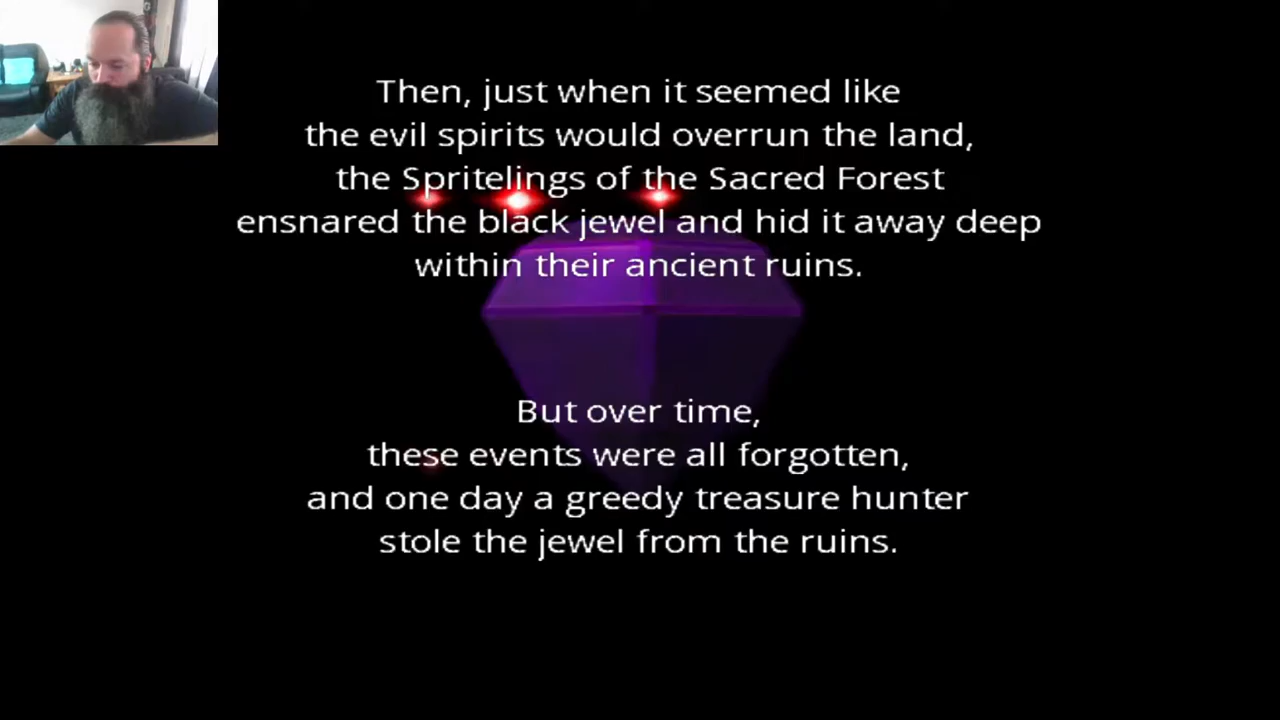 Then, just when it seemed like
the evil spirits would overrun the land,
the Spritelings of the Sacred Forest
ensnared the black jewel and hid it away deep
within their ancient ruins.
But over time,
these events were all forgotten,
and one day a greedy treasure hunter
stole the jewel from the ruins.